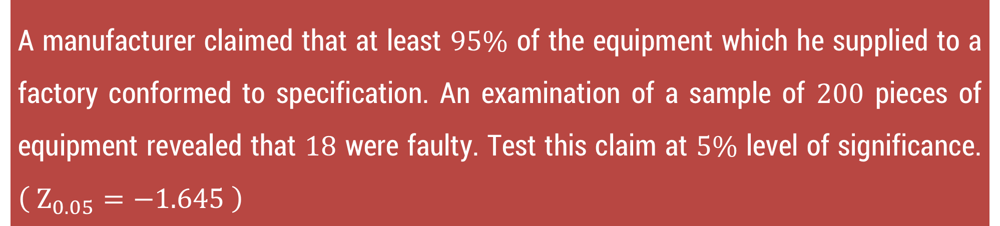 A manufacturer claimed that at least 95% of the equipment which he supplied to a
factory conformed to specification. An examination of a sample of 200 pieces of
equipment revealed that 18 were faulty. Test this claim at 5% level of significance.
( Z₀.₀₅ = −1.645 )